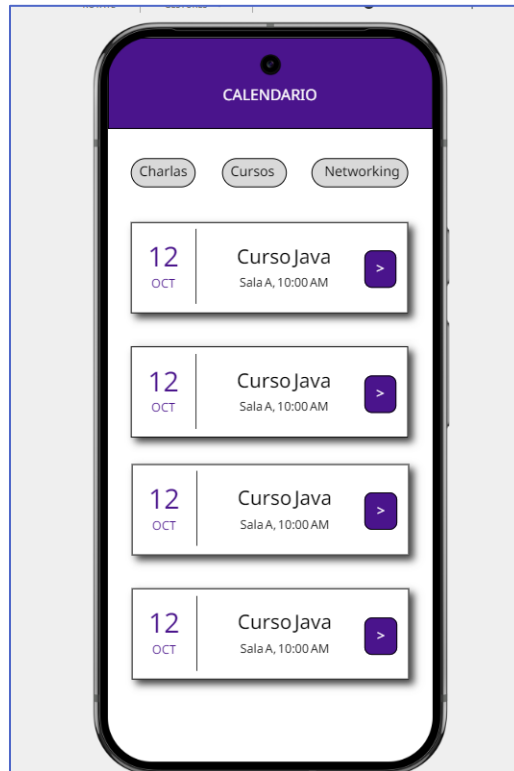 CALENDARIO
Charlas Cursos Networking
12 Curso Java
OCT Sala A, 10:00 AM >
12 Curso Java
OCT Sala A, 10:00 AM >
12 Curso Java
OCT Sala A, 10:00 AM >
12 Curso Java
OCT Sala A, 10:00 AM >